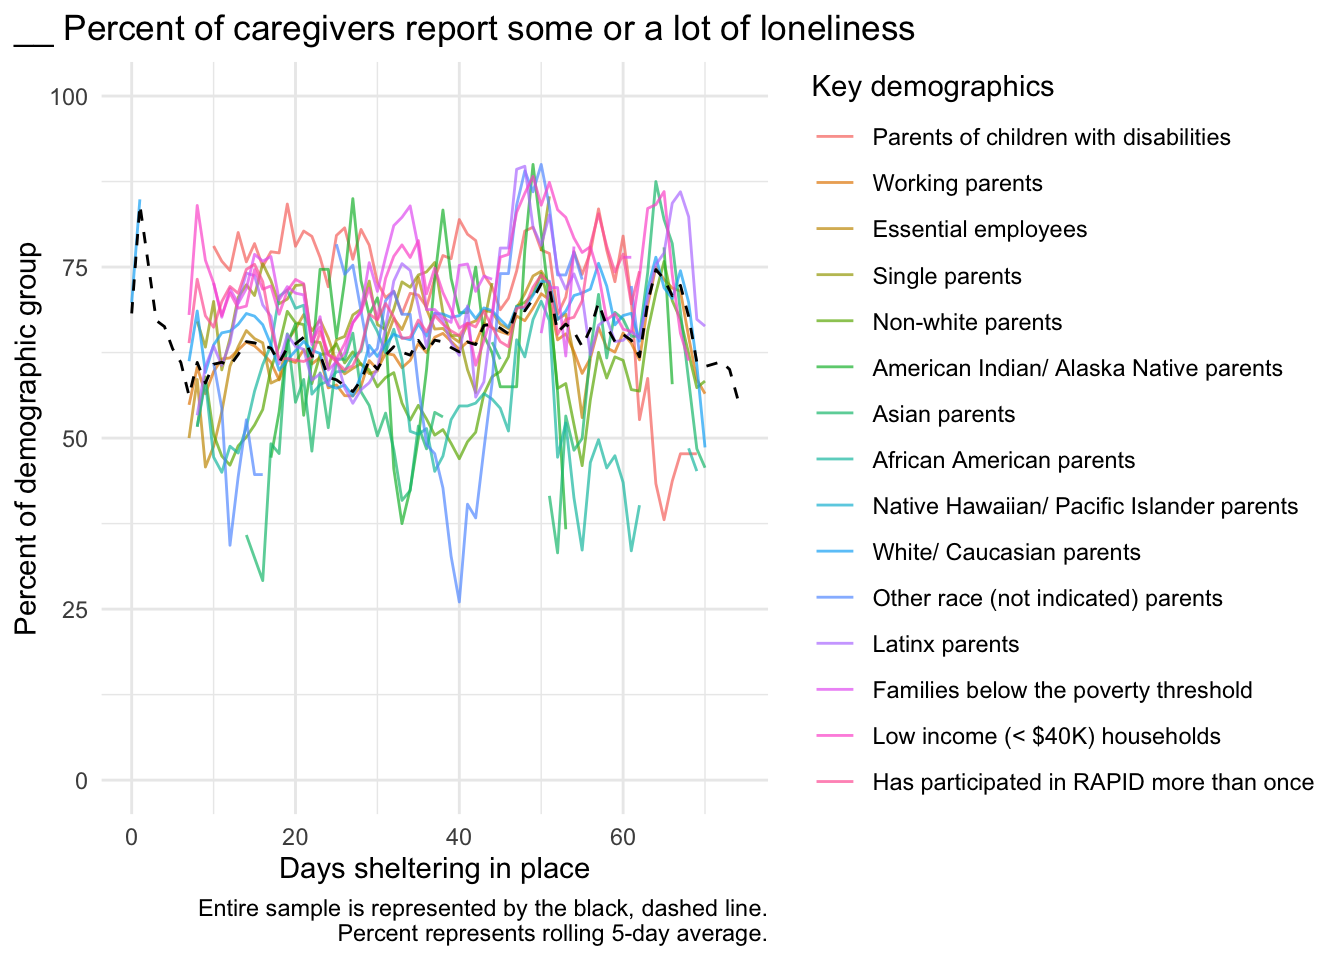 __ Percent of caregivers report some or a lot of loneliness
Percent of demographic group
100
75
50
25
0
0 20 40 60
Days sheltering in place
Entire sample is represented by the black, dashed line.
Percent represents rolling 5-day average.
Key demographics
Parents of children with disabilities
Working parents
Essential employees
Single parents
Non-white parents
American Indian/ Alaska Native parents
Asian parents
African American parents
Native Hawaiian/ Pacific Islander parents
White/ Caucasian parents
Other race (not indicated) parents
Latinx parents
Families below the poverty threshold
Low income (< $40K) households
Has participated in RAPID more than once